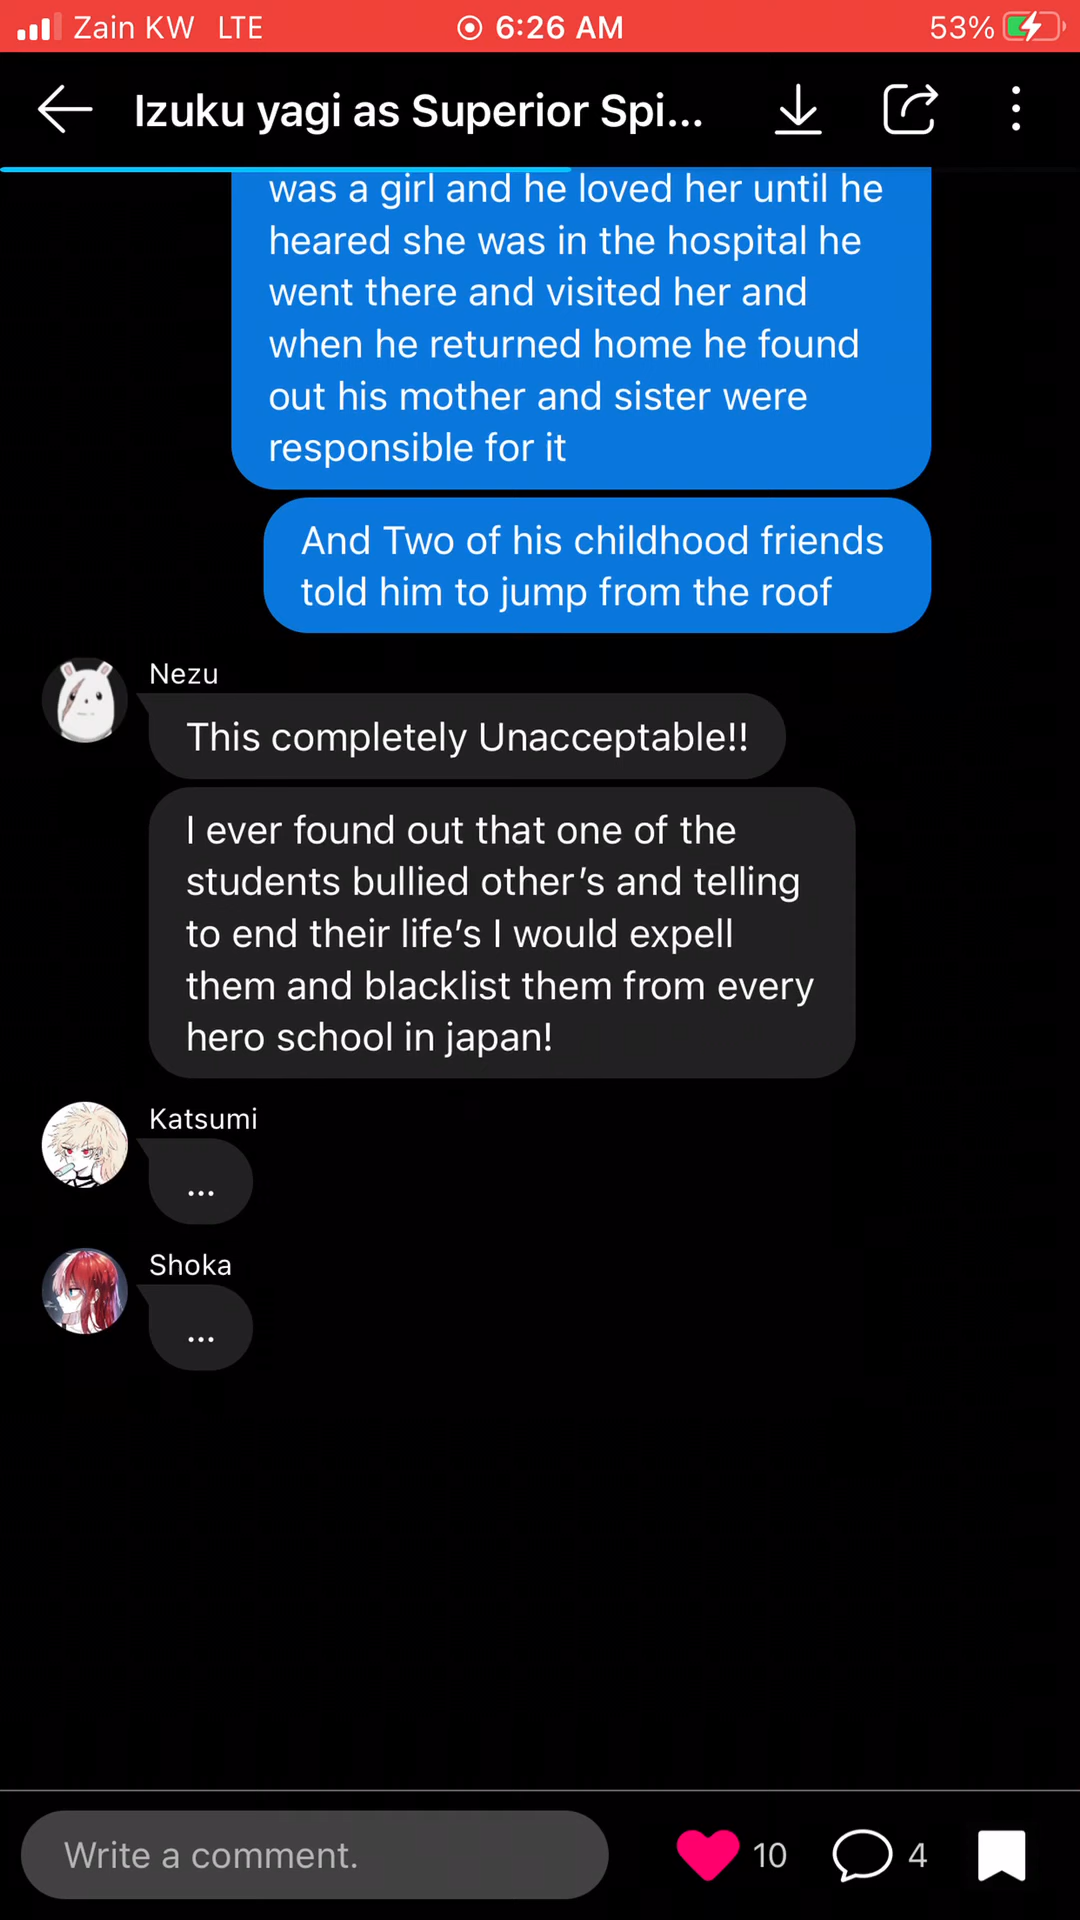 Zain KW LTE 6:26 AM 53%
Izuku yagi as Superior Spi...
was a girl and he loved her until he
heared she was in the hospital he
went there and visited her and
when he returned home he found
out his mother and sister were
responsible for it
And Two of his childhood friends
told him to jump from the roof
Nezu
This completely Unacceptable!!
I ever found out that one of the
students bullied other’s and telling
to end their life’s I would expell
them and blacklist them from every
hero school in japan!
Katsumi
...
Shoka
...
Write a comment. 10 4